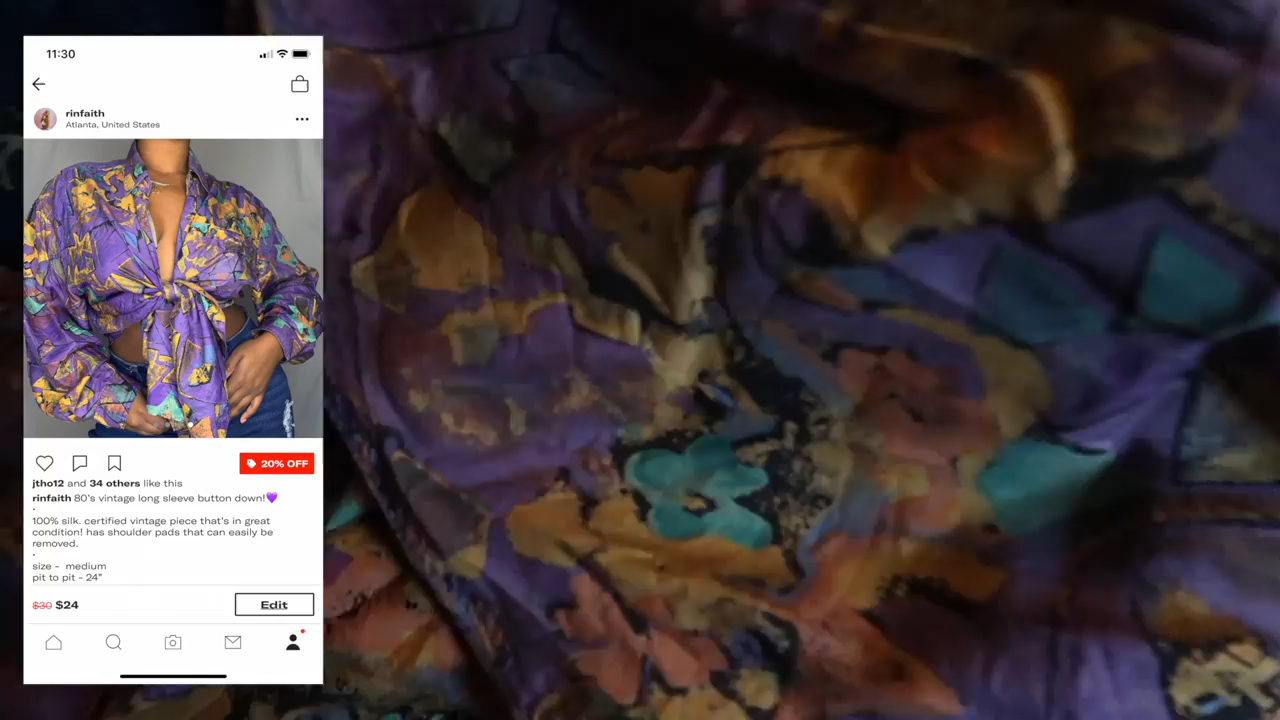 11:30
rinfaith
Atlanta, United States
20% OFF
jtho12 and 34 others like this
rinfaith 80's vintage long sleeve button down!💜
.
100% silk. certified vintage piece that's in great
condition! has shoulder pads that can easily be
removed.
.
size - medium
pit to pit - 24"
$30 $24
Edit